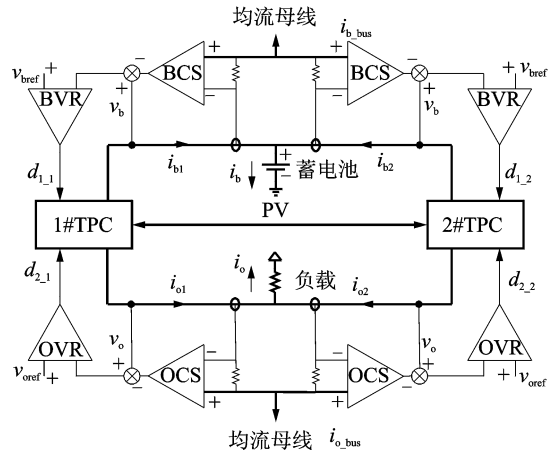 均流母线 i_b_bus
+ +
− BCS BCS −
v_bref + + + + v_bref
BVR v_b − − v_b BVR
d_1_1 i_b1 i_b + − 蓄电池 i_b2 d_1_2
PV
1#TPC 2#TPC
d_2_1 i_o 负载 d_2_2
i_o1 i_o2
OVR v_o − − v_o OVR
v_oref + + − OCS OCS − + + v_oref
+ +
均流母线 i_o_bus